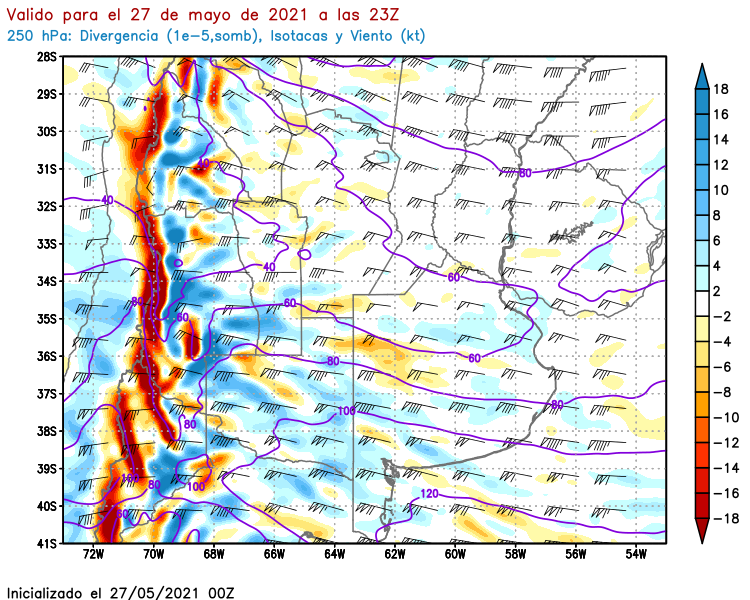 Valido para el 27 de mayo de 2021 a las 23Z
250 hPa: Divergencia (1e−5,somb), Isotacas y Viento (kt)
28S
29S
30S
31S
32S
33S
34S
35S
36S
37S
38S
39S
40S
41S
72W 70W 68W 66W 64W 62W 60W 58W 56W 54W
40
40
80
40
60
80
60
60
80
60
80
80
100
80
100
80
100
60
120
18
16
14
12
10
8
6
4
2
−2
−4
−6
−8
−10
−12
−14
−16
−18
Inicializado el 27/05/2021 00Z